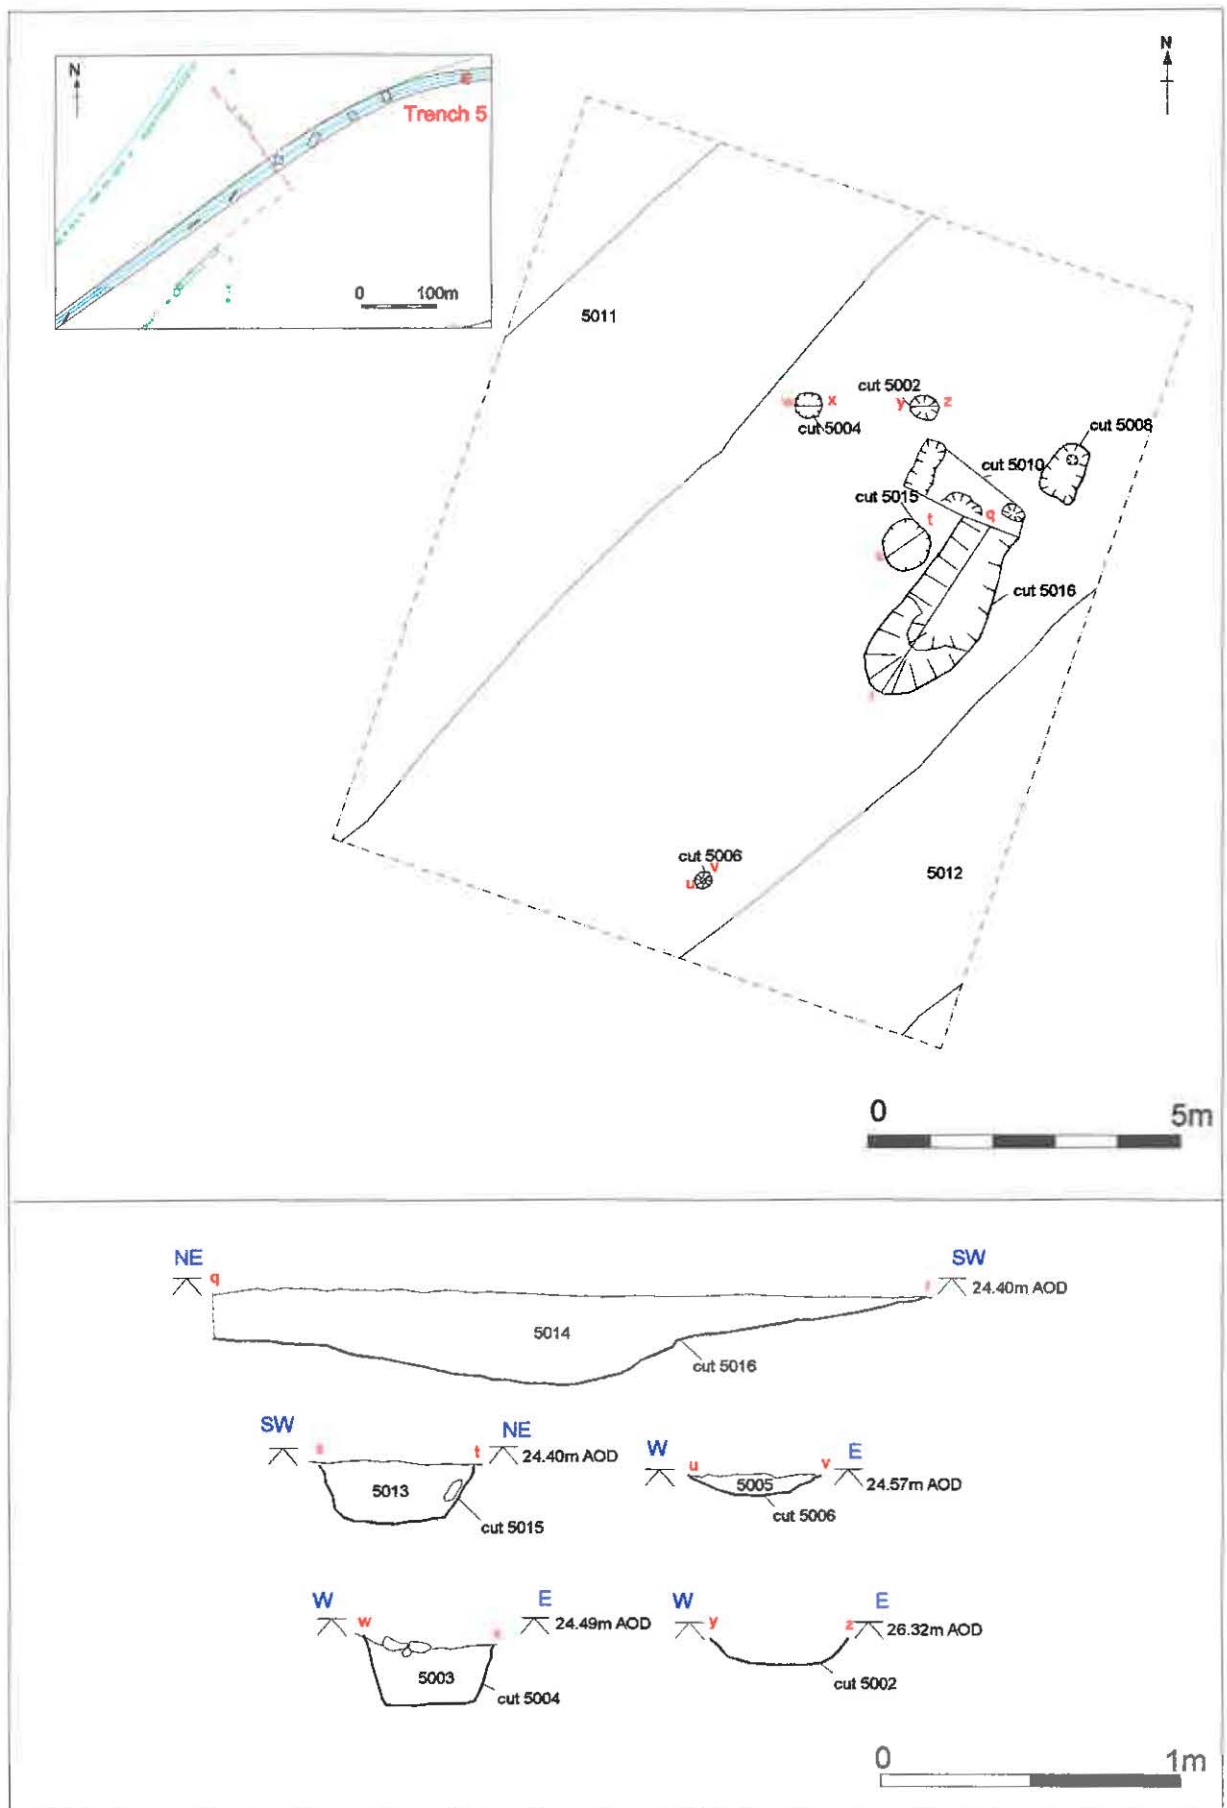 N
Trench 5
0 100m
N
5011
cut 5002
w x y z
cut 5004
cut 5008
cut 5010
cut 5015
t q
s
cut 5016
r
cut 5006
v
u
5012
0 5m
NE SW
q r
24.40m AOD
5014
cut 5016
SW NE
s t
24.40m AOD
5013
cut 5015
W E
u v
24.57m AOD
5005
cut 5006
W E
w x
24.49m AOD
5003
cut 5004
W E
y z
26.32m AOD
cut 5002
0 1m